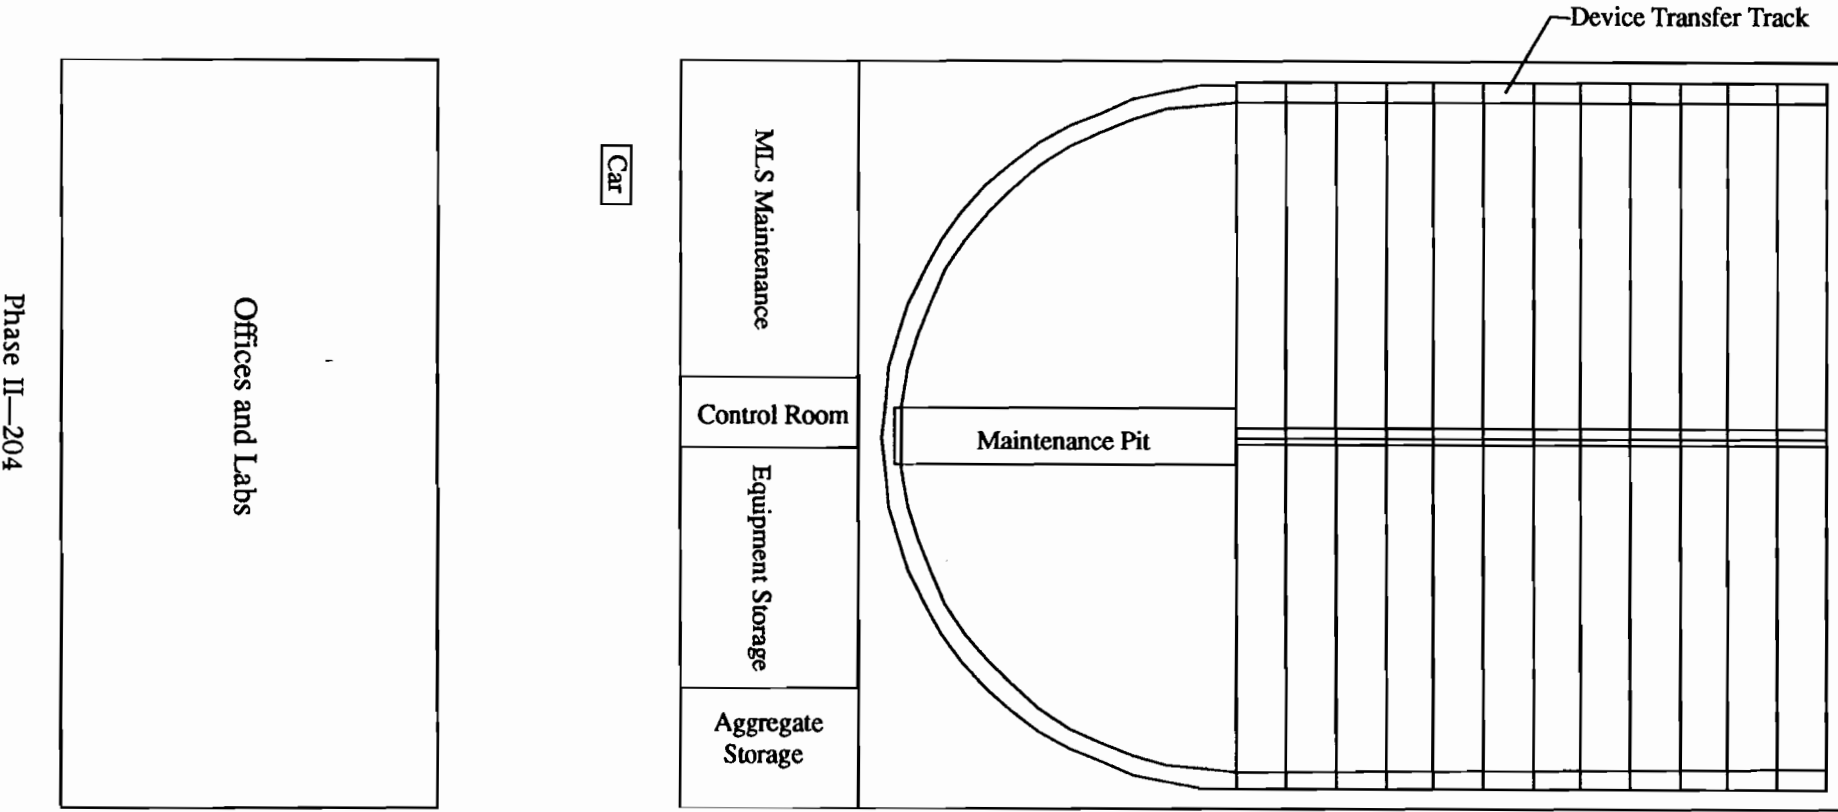 Device Transfer Track
MLS Maintenance
Car
Offices and Labs
Control Room
Maintenance Pit
Equipment Storage
Aggregate
Storage
Phase II—204